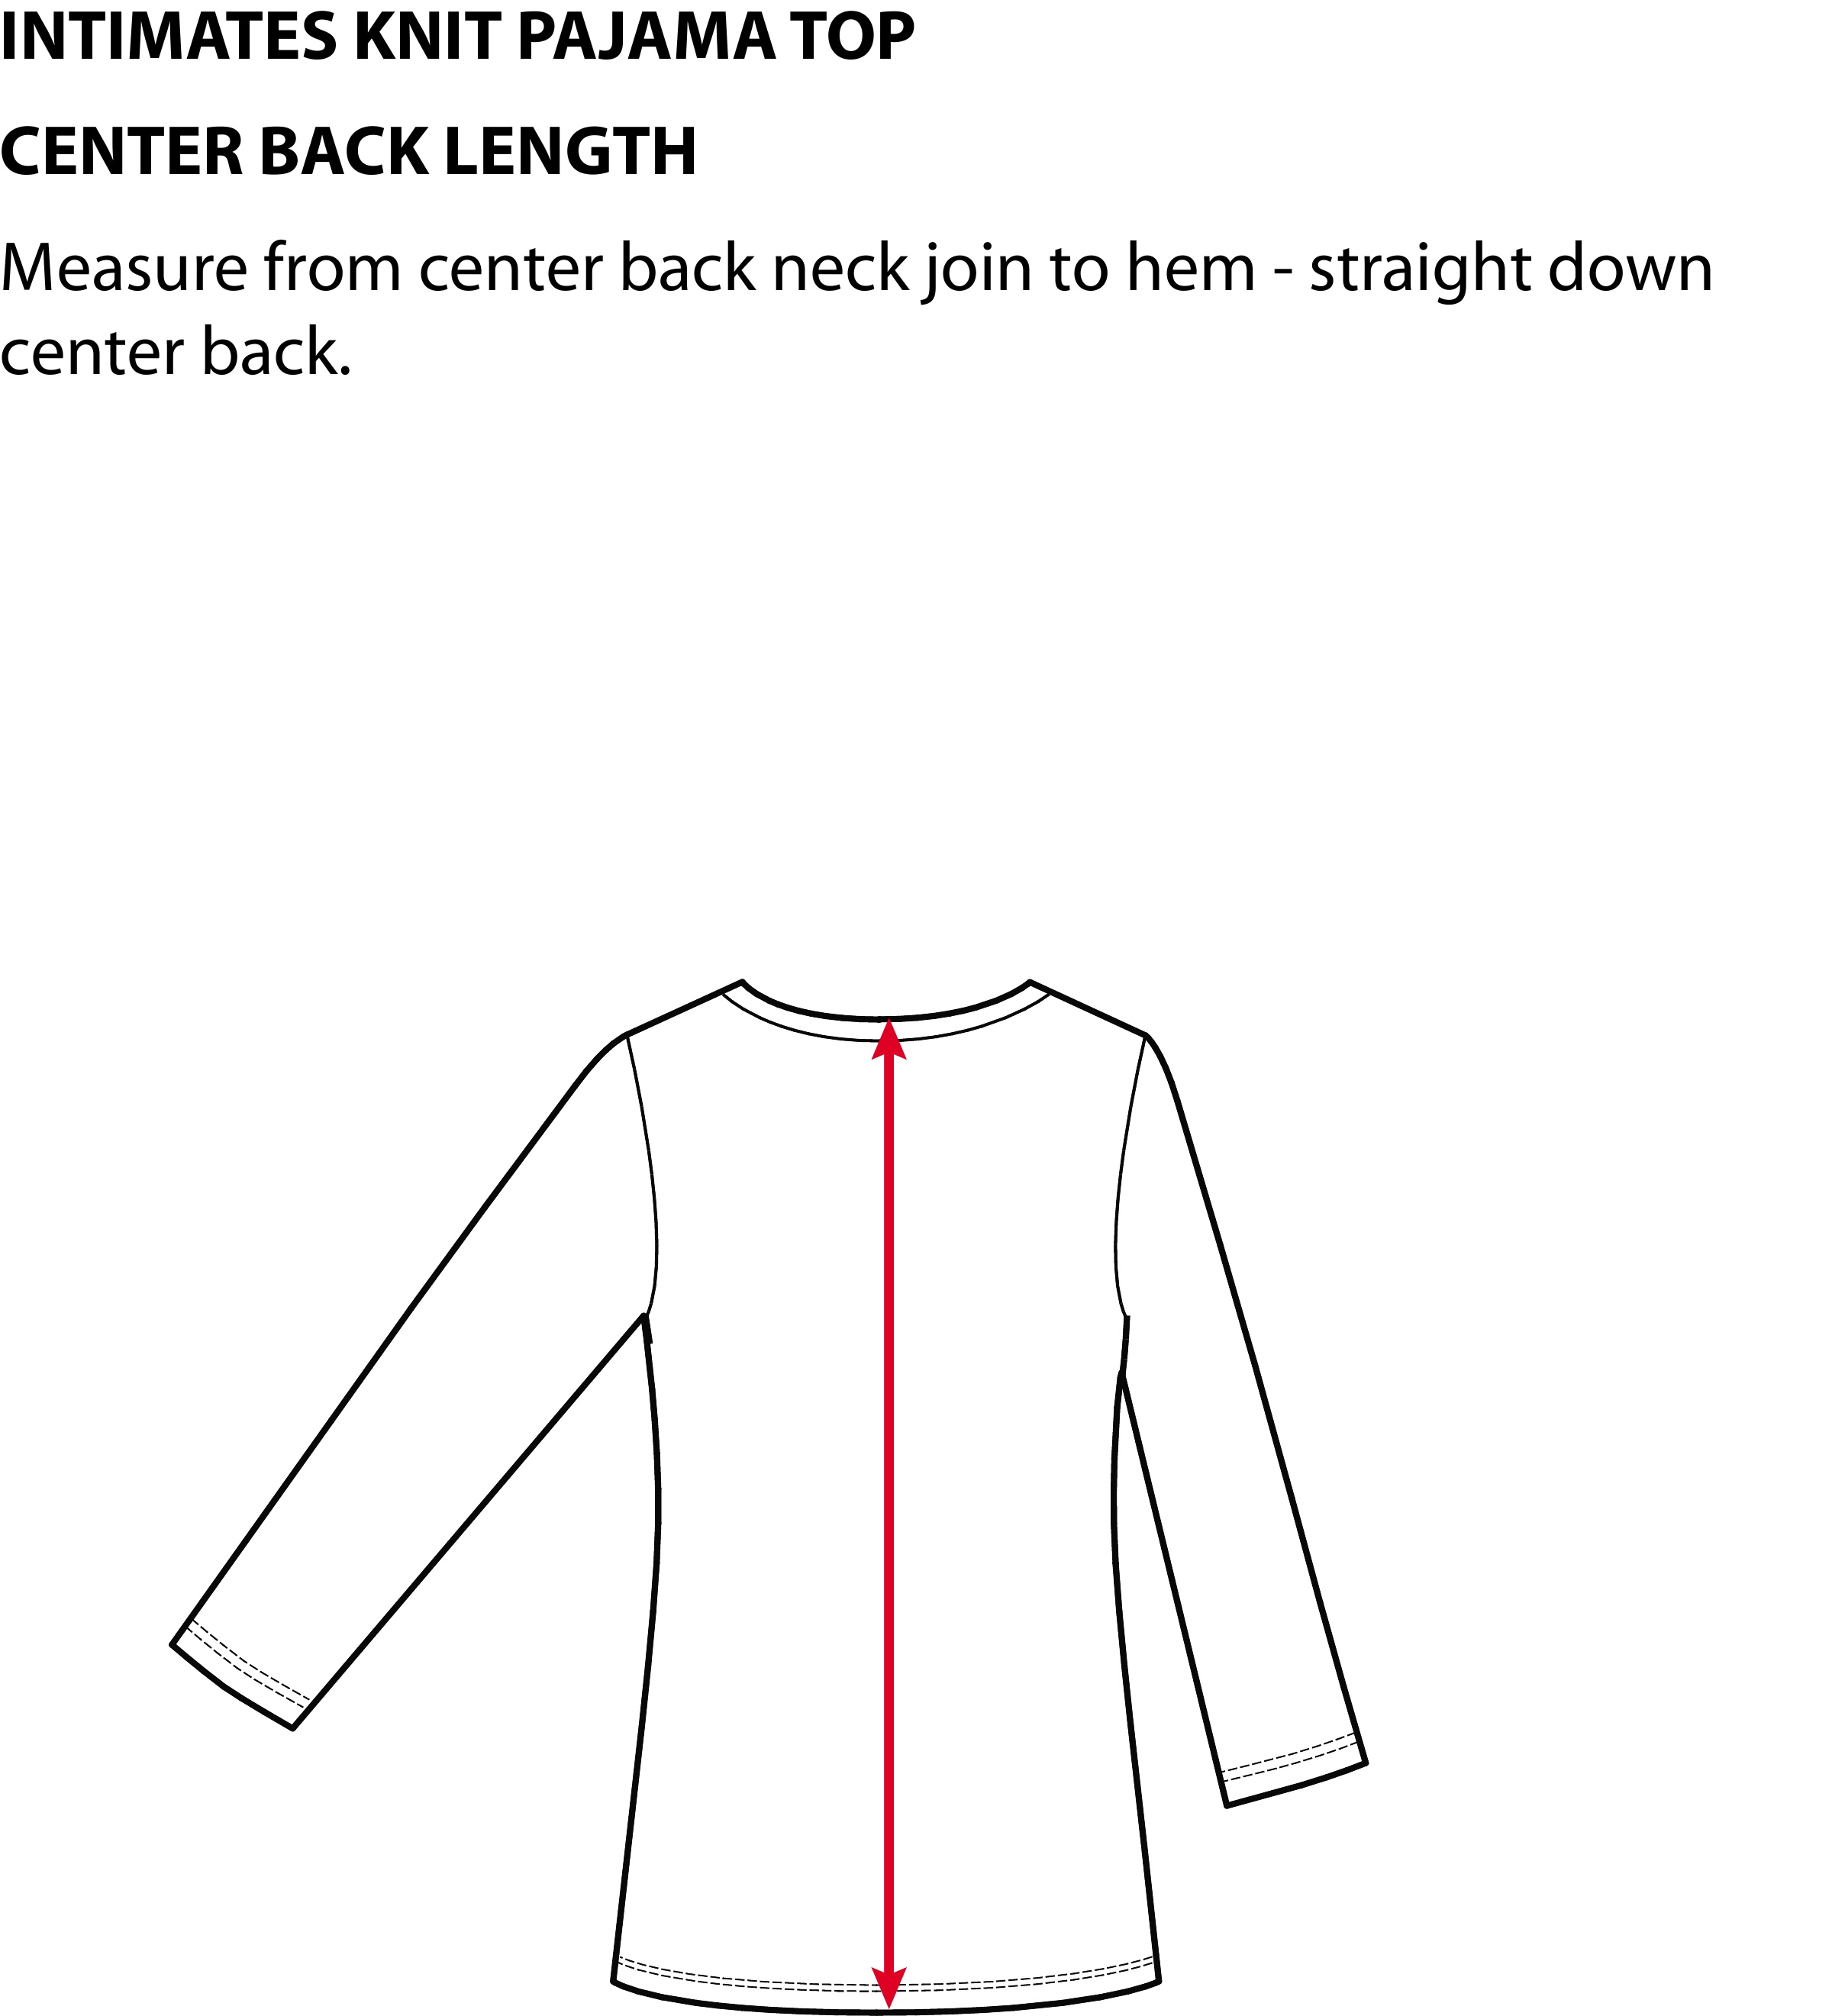 INTIMATES KNIT PAJAMA TOP
CENTER BACK LENGTH
Measure from center back neck join to hem - straight down
center back.